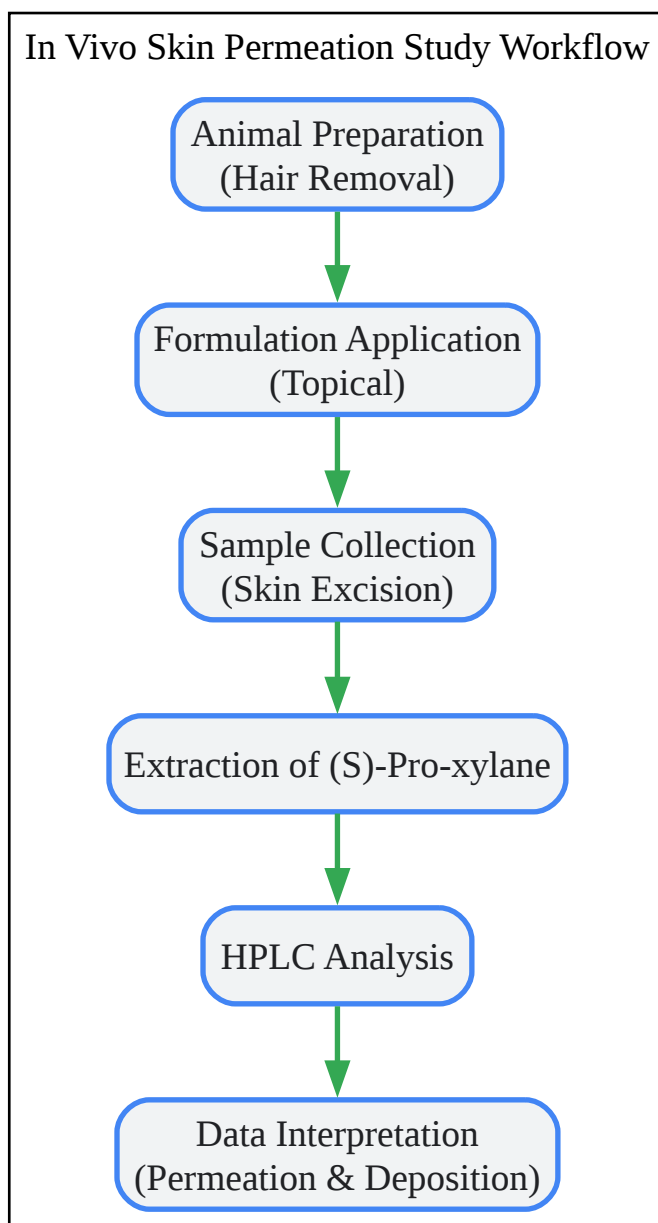 In Vivo Skin Permeation Study Workflow
Animal Preparation
(Hair Removal)
Formulation Application
(Topical)
Sample Collection
(Skin Excision)
Extraction of (S)-Pro-xylane
HPLC Analysis
Data Interpretation
(Permeation & Deposition)